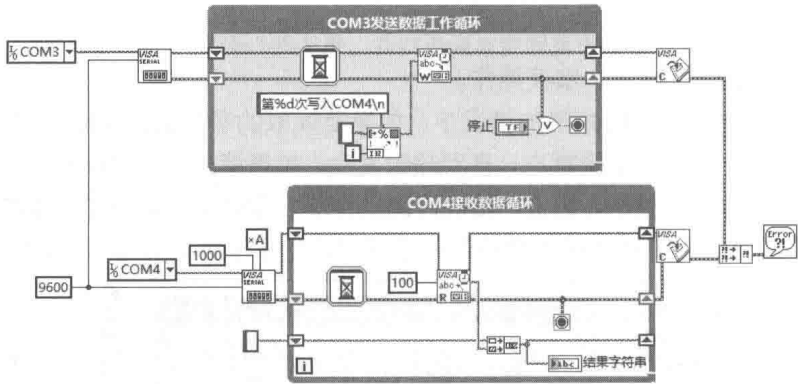 COM3发送数据工作循环
COM3
VISA
SERIAL
VISA
abc
W
VISA
C
第%d次写入COM4\n
%
i
停止
TF
V
COM4接收数据循环
×A
1000
COM4
VISA
SERIAL
9600
100
VISA
abc
R
VISA
C
Error
?!
?!
?!
?!
abc
结果字符串
i